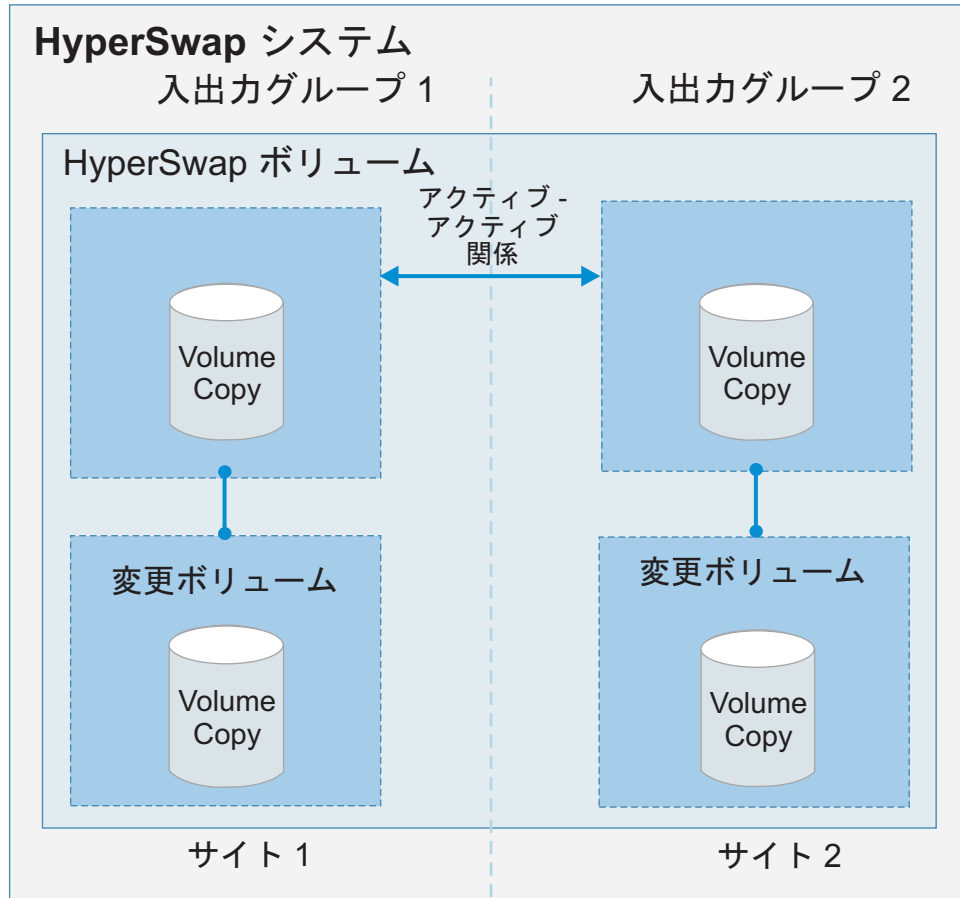 HyperSwap システム
入出力グループ 1
入出力グループ 2
HyperSwap ボリューム
アクティブ -
アクティブ
関係
Volume
Copy
Volume
Copy
変更ボリューム
変更ボリューム
Volume
Copy
Volume
Copy
サイト 1
サイト 2